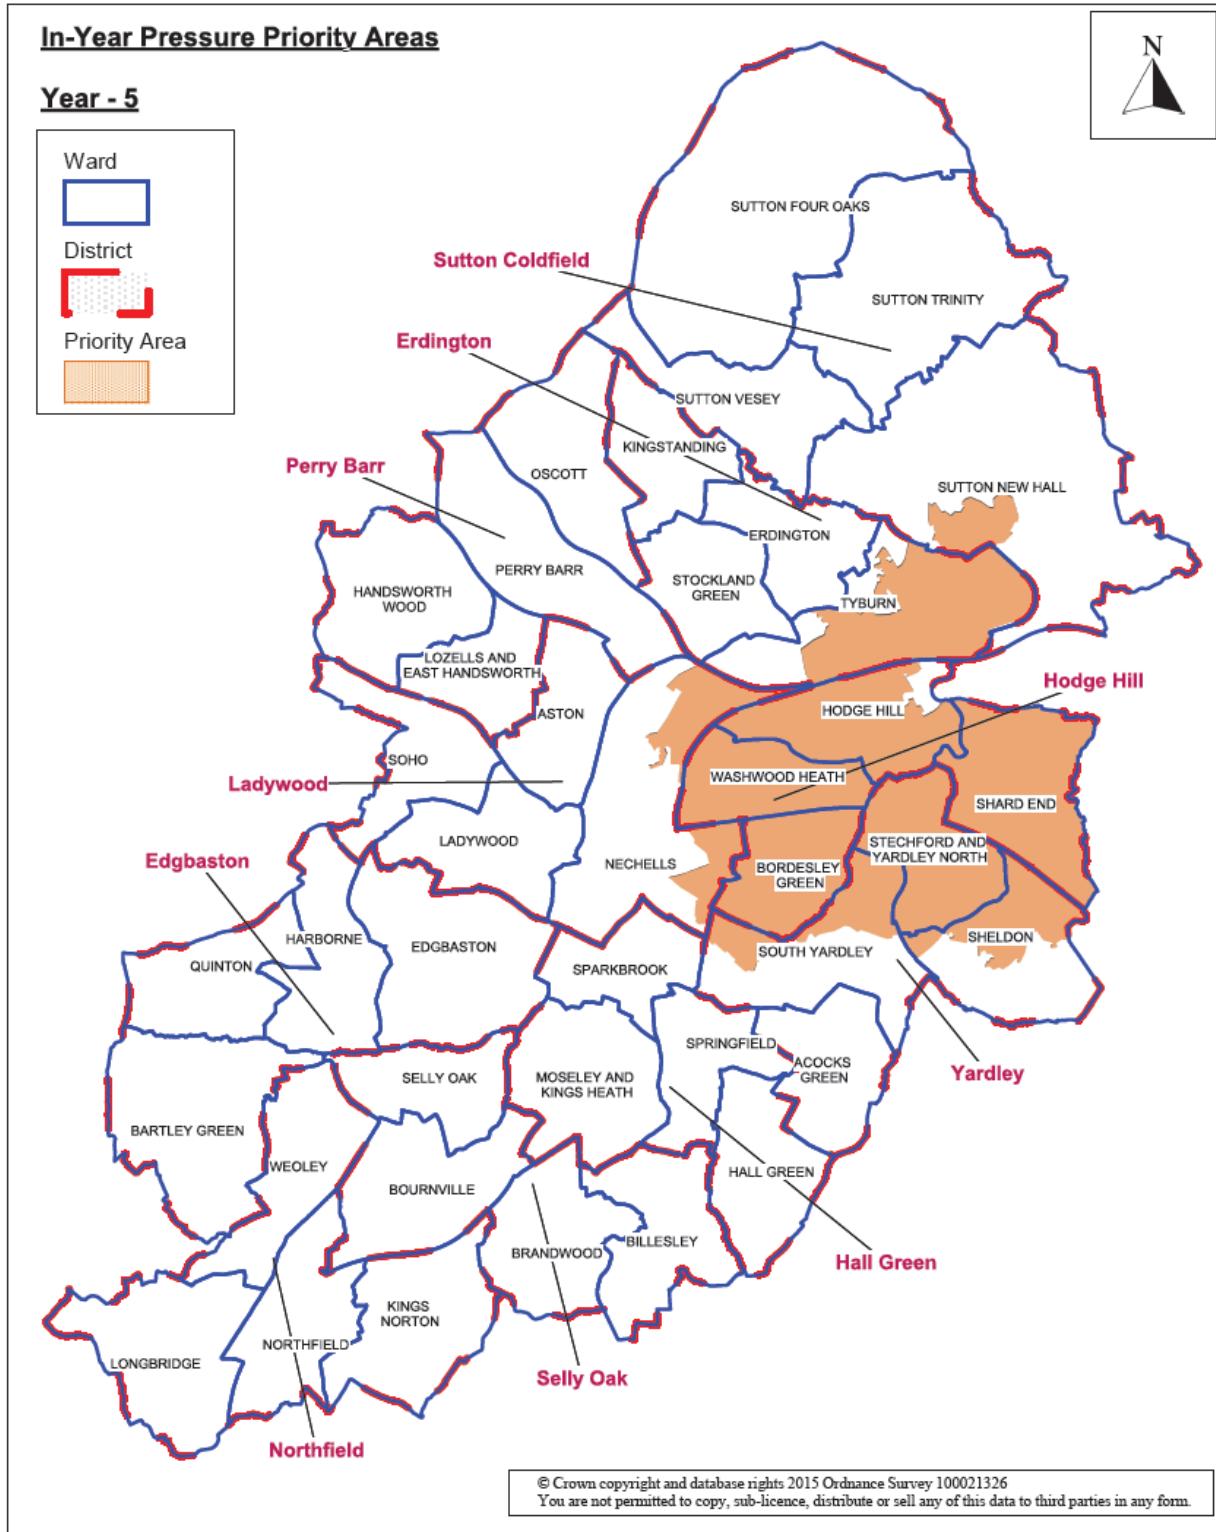 In-Year Pressure Priority Areas
Year - 5
N
Ward
District
Priority Area
SUTTON FOUR OAKS
Sutton Coldfield
SUTTON TRINITY
Erdington
SUTTON VESEY
KINGSTANDING
Perry Barr
OSCOTT
SUTTON NEW HALL
ERDINGTON
PERRY BARR
STOCKLAND
GREEN
HANDSWORTH
WOOD
TYBURN
LOZELLS AND
EAST HANDSWORTH
Hodge Hill
HODGE HILL
ASTON
SOHO
WASHWOOD HEATH
Ladywood
SHARD END
LADYWOOD
STECHFORD AND
YARDLEY NORTH
Edgbaston
NECHELLS
BORDESLEY
GREEN
HARBORNE
EDGBASTON
SHELDON
SOUTH YARDLEY
QUINTON
SPARKBROOK
SPRINGFIELD
ACOCKS
GREEN
Yardley
SELLY OAK
MOSELEY AND
KINGS HEATH
BARTLEY GREEN
WEOLEY
HALL GREEN
BOURNVILLE
BILLESLEY
BRANDWOOD
Hall Green
KINGS
NORTON
NORTHFIELD
LONGBRIDGE
Selly Oak
Northfield
© Crown copyright and database rights 2015 Ordnance Survey 100021326
You are not permitted to copy, sub-licence, distribute or sell any of this data to third parties in any form.